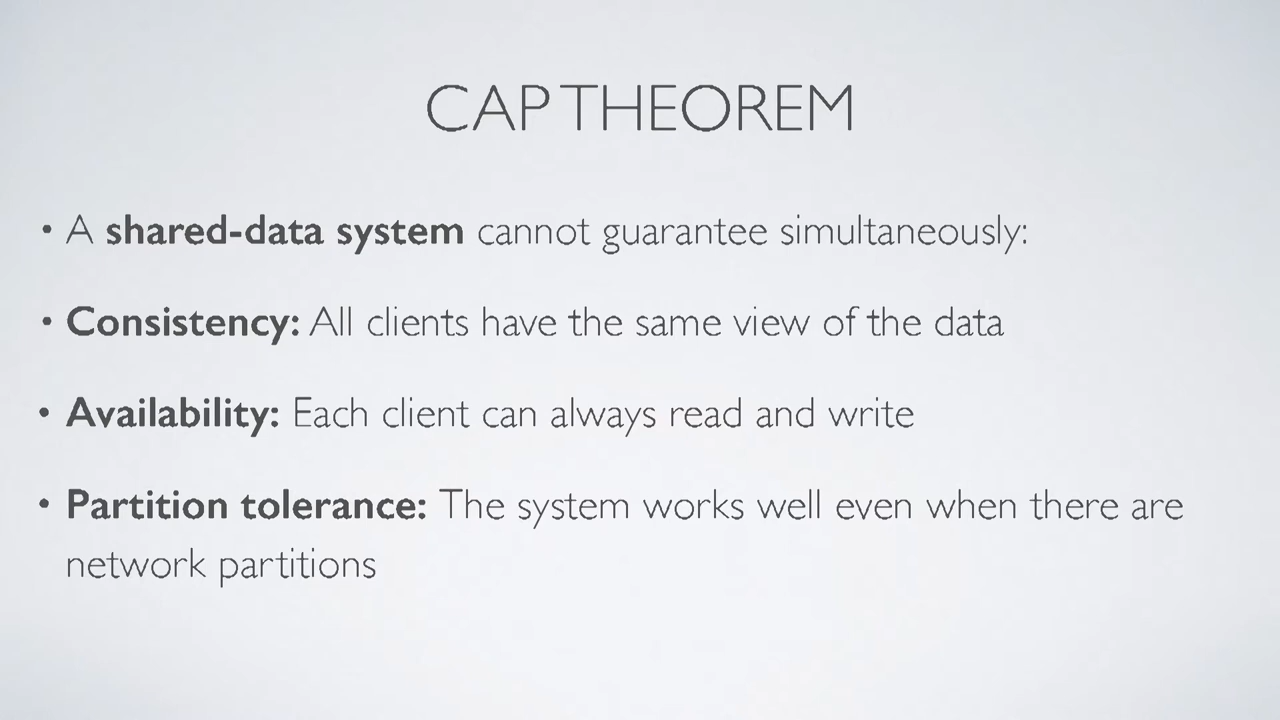 CAP THEOREM
• A shared-data system cannot guarantee simultaneously:
• Consistency: All clients have the same view of the data
• Availability: Each client can always read and write
• Partition tolerance: The system works well even when there are
network partitions